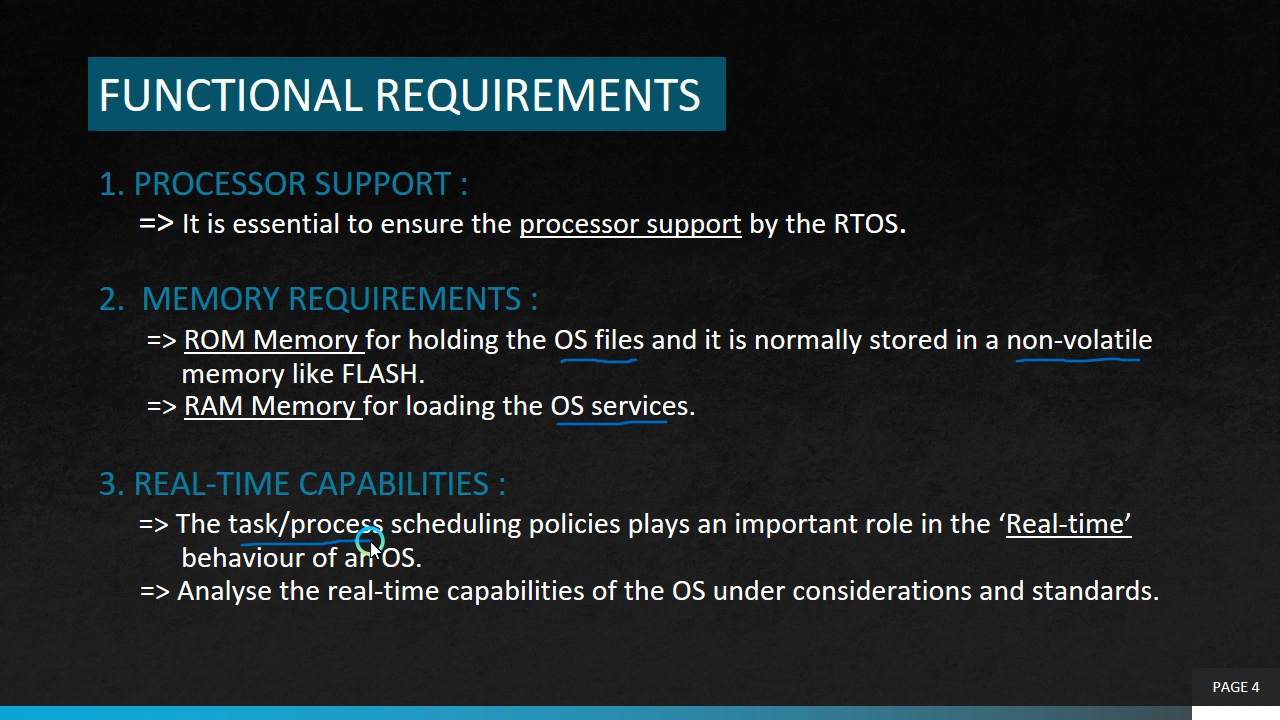 FUNCTIONAL REQUIREMENTS
1. PROCESSOR SUPPORT :
=> It is essential to ensure the processor support by the RTOS.
2. MEMORY REQUIREMENTS :
=> ROM Memory for holding the OS files and it is normally stored in a non-volatile
memory like FLASH.
=> RAM Memory for loading the OS services.
3. REAL-TIME CAPABILITIES :
=> The task/process scheduling policies plays an important role in the ‘Real-time’
behaviour of an OS.
=> Analyse the real-time capabilities of the OS under considerations and standards.
PAGE 4